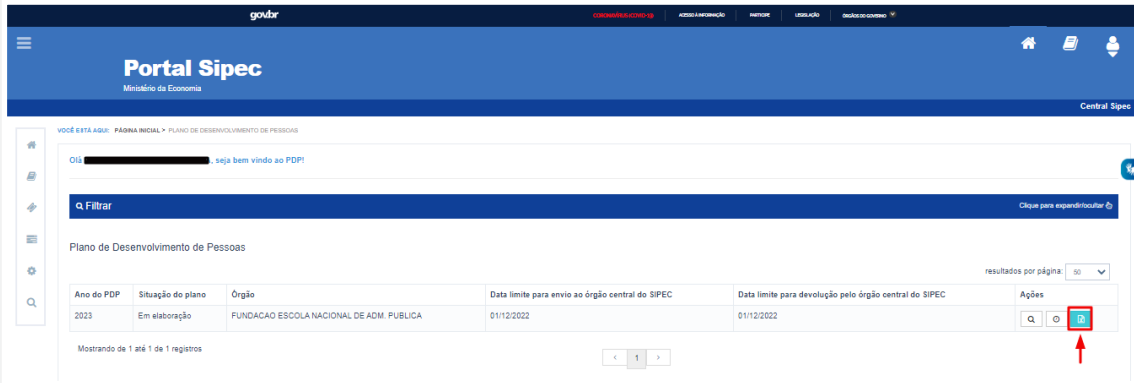 govbr
CORONAVÍRUS (COVID-19) ACESSO À INFORMAÇÃO PARTICIPE LEGISLAÇÃO ÓRGÃOS DO GOVERNO
Portal Sipec
Ministério da Economia
Central Sipec
VOCÊ ESTÁ AQUI: PÁGINA INICIAL > PLANO DE DESENVOLVIMENTO DE PESSOAS
Olá , seja bem vindo ao PDP!
Filtrar Clique para expandir/ocultar
Plano de Desenvolvimento de Pessoas
resultados por página: 50
Ano do PDP Situação do plano Órgão Data limite para envio ao órgão central do SIPEC Data limite para devolução pelo órgão central do SIPEC Ações
2023 Em elaboração FUNDACAO ESCOLA NACIONAL DE ADM. PUBLICA 01/12/2022 01/12/2022
Mostrando de 1 até 1 de 1 registros
< 1 >